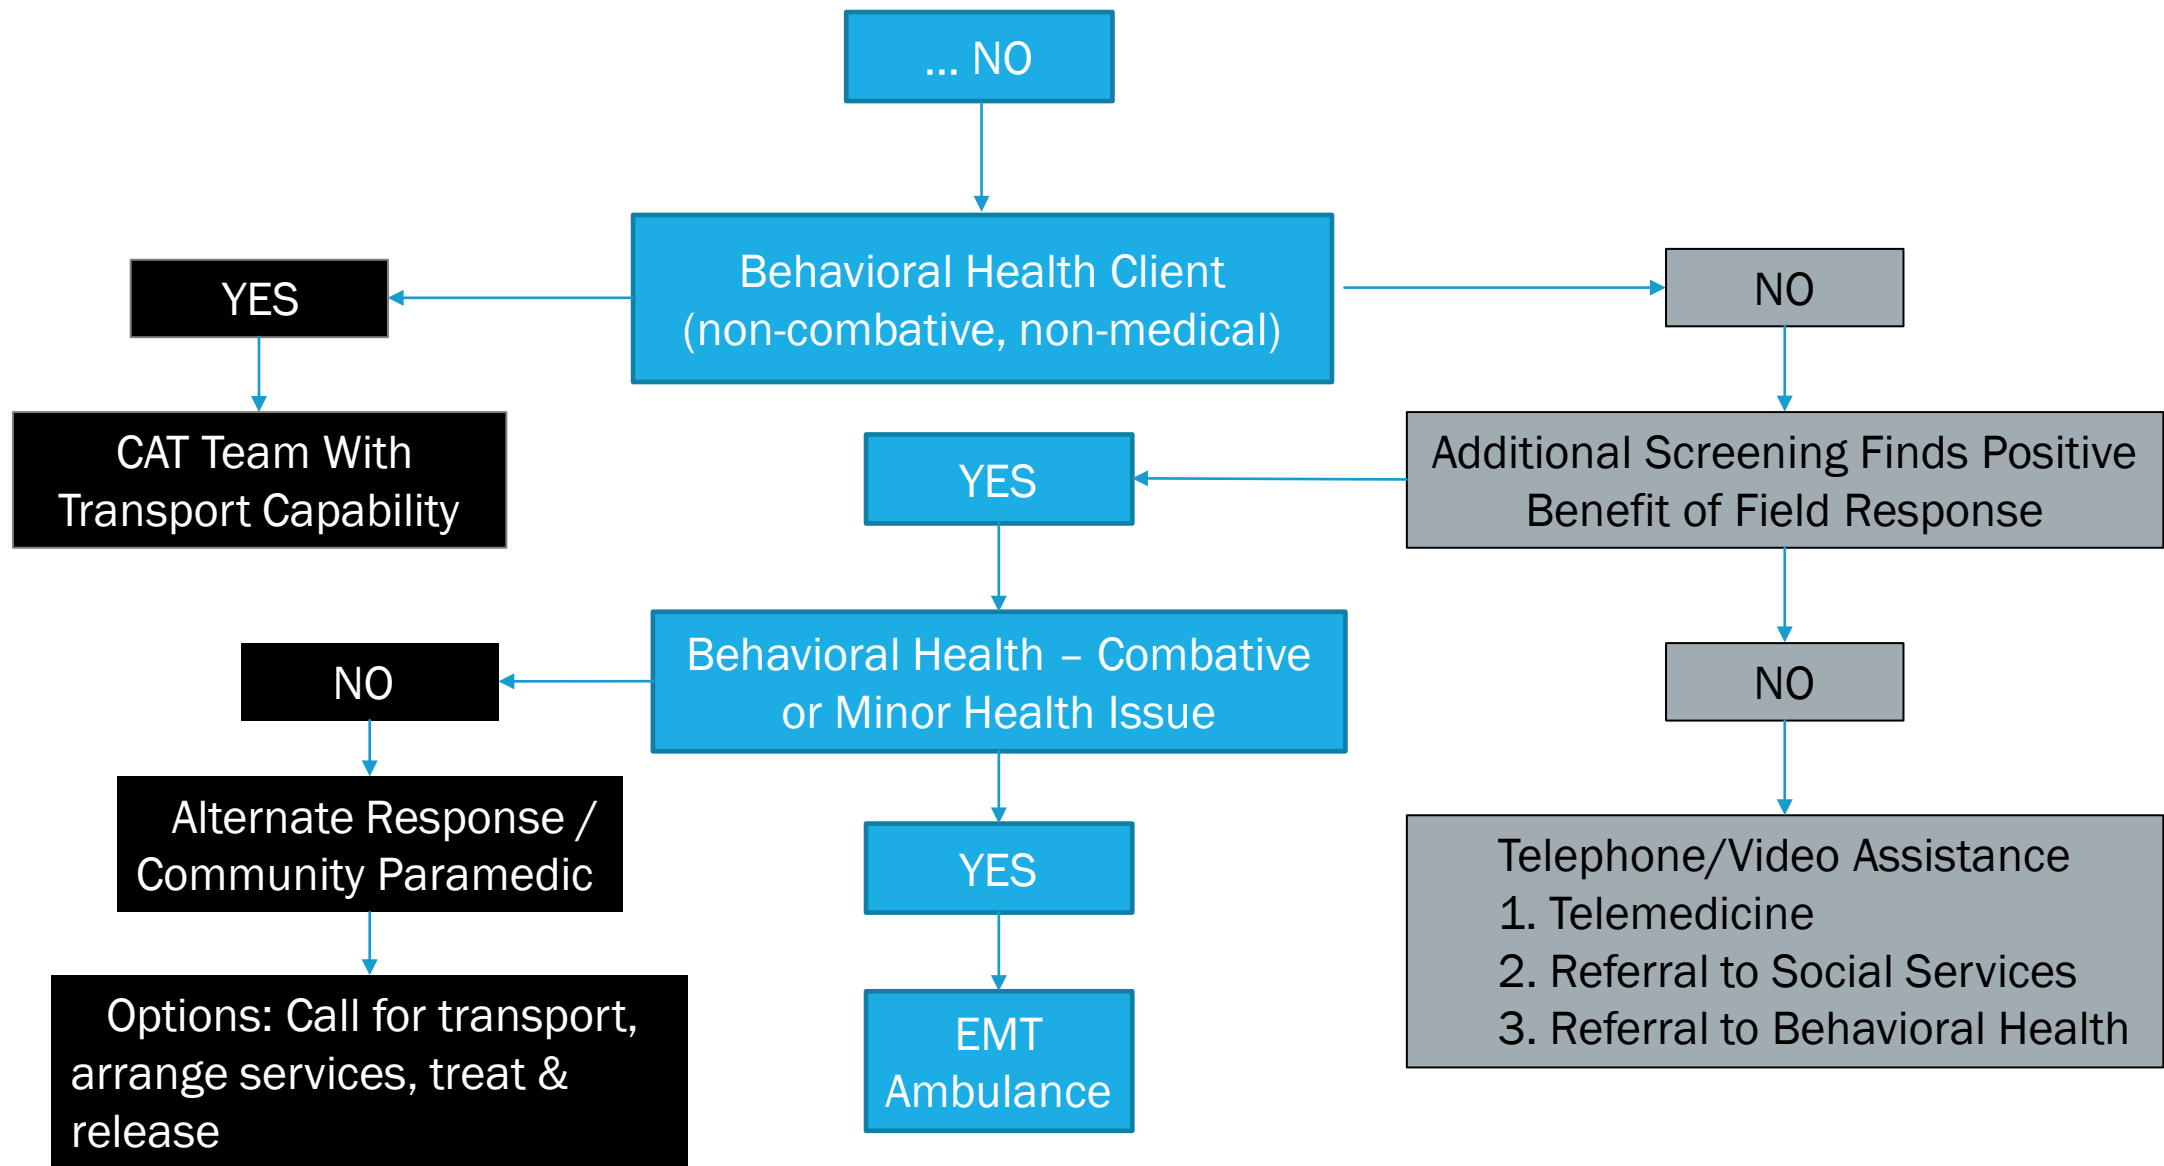 ... NO
Behavioral Health Client
(non-combative, non-medical)
YES
NO
CAT Team With
Transport Capability
YES
Additional Screening Finds Positive
Benefit of Field Response
Behavioral Health – Combative
or Minor Health Issue
NO
NO
Alternate Response /
Community Paramedic
YES
Telephone/Video Assistance
1. Telemedicine
2. Referral to Social Services
3. Referral to Behavioral Health
Options: Call for transport,
arrange services, treat &
release
EMT
Ambulance